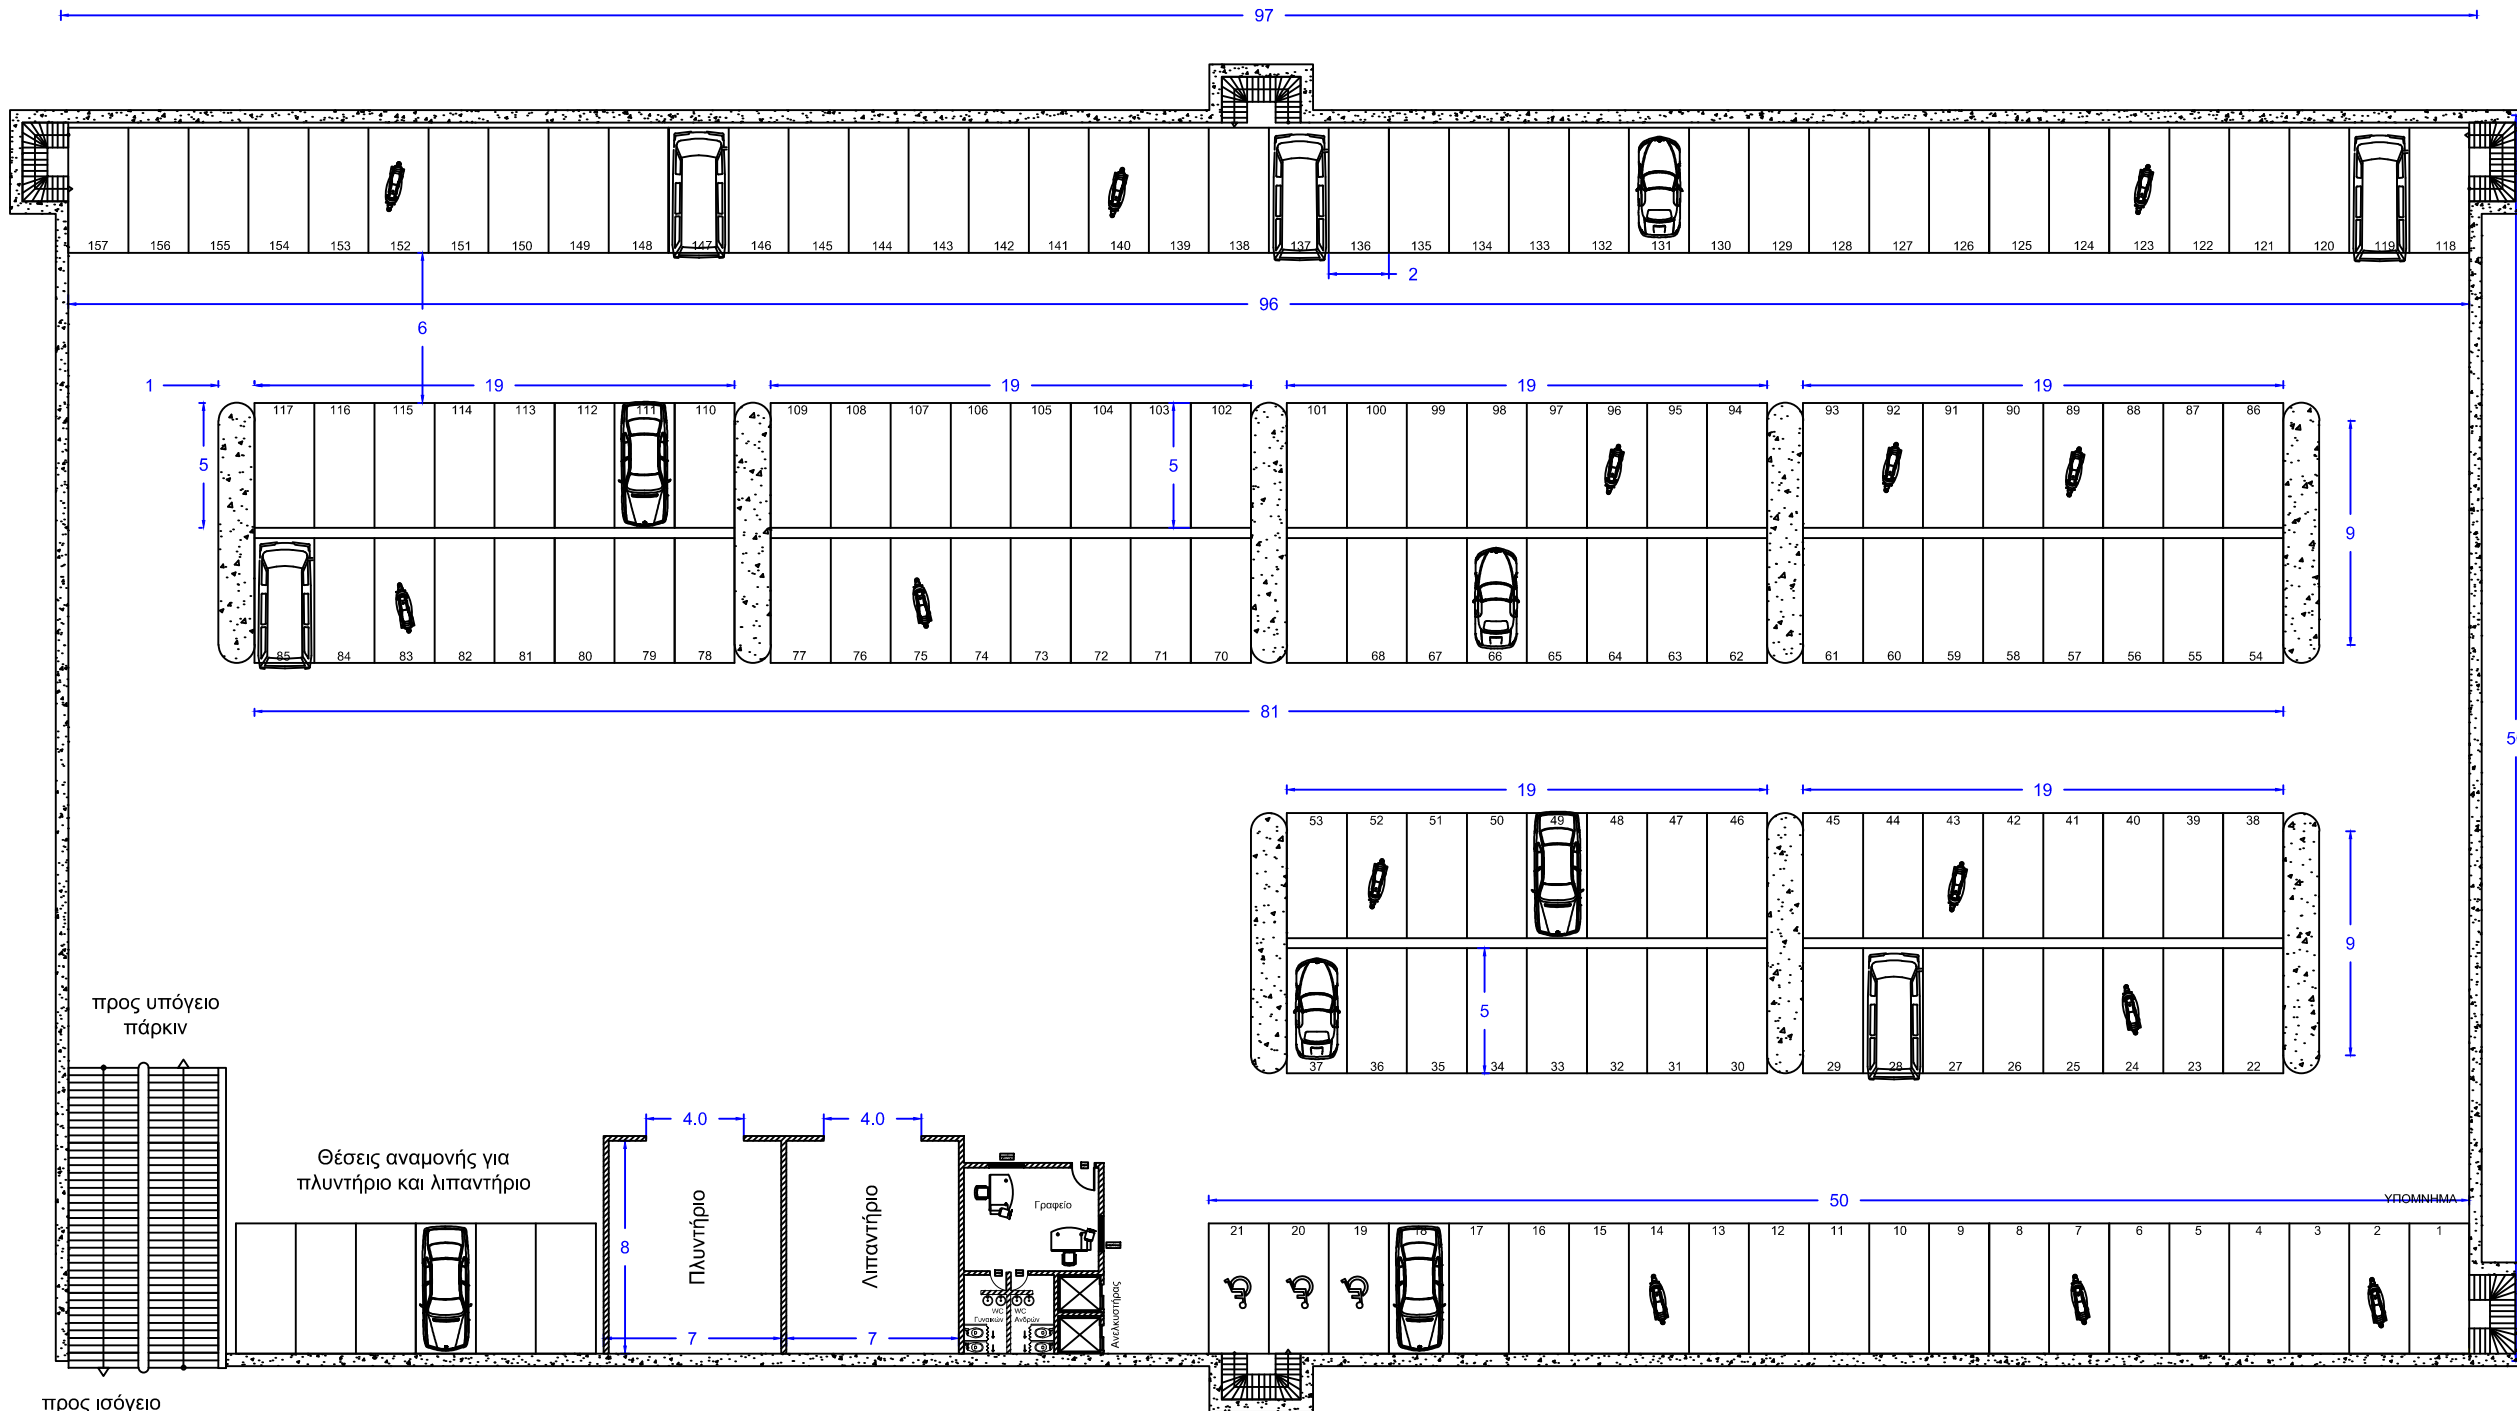 97
157 156 155 154 153 152 151 150 149 148 147 146 145 144 143 142 141 140 139 138 137 136 135 134 133 132 131 130 129 128 127 126 125 124 123 122 121 120 119 118
2
96
6
1 19 19 19 19
117 116 115 114 113 112 111 110 109 108 107 106 105 104 103 102 101 100 99 98 97 96 95 94 93 92 91 90 89 88 87 86
5 5
9
85 84 83 82 81 80 79 78 77 76 75 74 73 72 71 70 68 67 66 65 64 63 62 61 60 59 58 57 56 55 54
81
19 19
53 52 51 50 49 48 47 46 45 44 43 42 41 40 39 38
9
προς υπόγειο
πάρκιν
5
37 36 35 34 33 32 31 30 29 28 27 26 25 24 23 22
4.0 4.0
Θέσεις αναμονής για
πλυντήριο και λιπαντήριο
Πλυντήριο
Λιπαντήριο
Γραφείο
50
ΥΠΟΜΝΗΜΑ
21 20 19 18 17 16 15 14 13 12 11 10 9 8 7 6 5 4 3 2 1
8
WC
Γυναικών
WC
Ανδρών
Ανελκυστήρας
7 7
προς ισόγειο